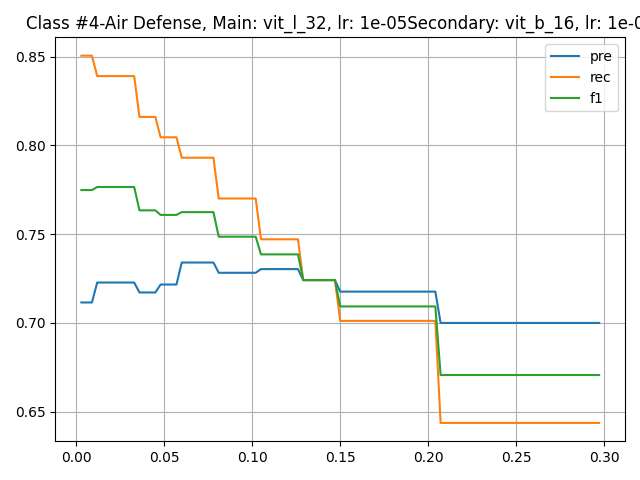 Class #4-Air Defense, Main: vit_l_32, lr: 1e-05Secondary: vit_b_16, lr: 1e-0
pre
rec
f1
0.85
0.80
0.75
0.70
0.65
0.00 0.05 0.10 0.15 0.20 0.25 0.30